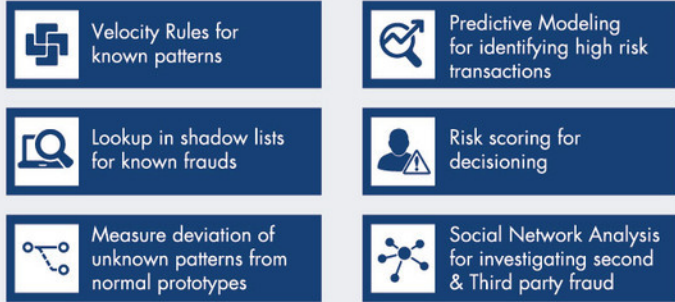 Velocity Rules for
known patterns
Predictive Modeling
for identifying high risk
transactions
Lookup in shadow lists
for known frauds
Risk scoring for
decisioning
Measure deviation of
unknown patterns from
normal prototypes
Social Network Analysis
for investigating second
& Third party fraud